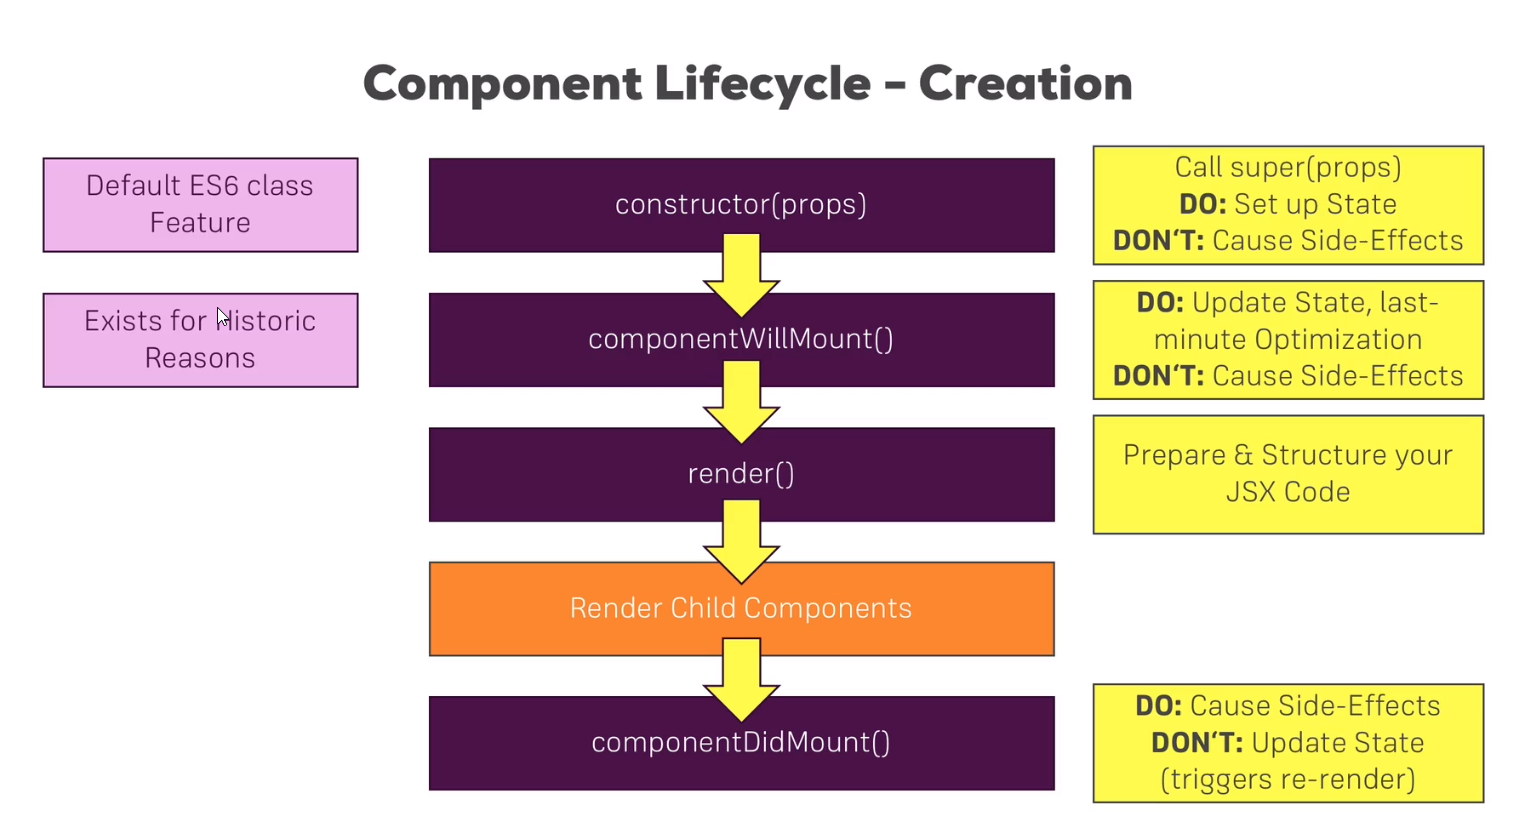 Component Lifecycle – Creation
Default ES6 class
Feature
constructor(props)
Call super(props)
DO: Set up State
DON‘T: Cause Side-Effects
Exists for Historic
Reasons
componentWillMount()
DO: Update State, last-
minute Optimization
DON‘T: Cause Side-Effects
render()
Prepare & Structure your
JSX Code
Render Child Components
componentDidMount()
DO: Cause Side-Effects
DON‘T: Update State
(triggers re-render)